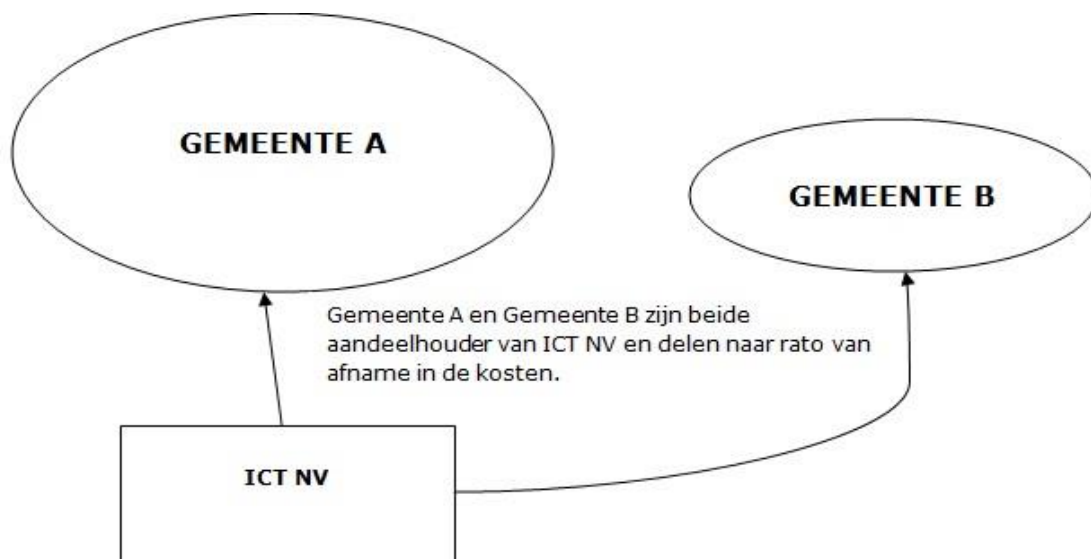 GEMEENTE A
GEMEENTE B
Gemeente A en Gemeente B zijn beide
aandeelhouder van ICT NV en delen naar rato van
afname in de kosten.
ICT NV